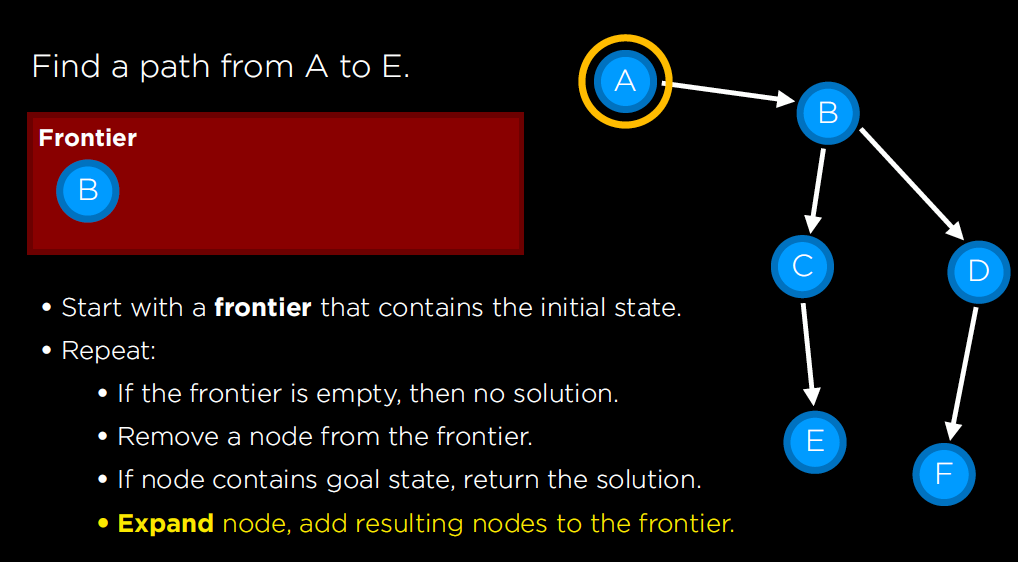 Find a path from A to E.
Frontier
B
• Start with a frontier that contains the initial state.
• Repeat:
• If the frontier is empty, then no solution.
• Remove a node from the frontier.
• If node contains goal state, return the solution.
• Expand node, add resulting nodes to the frontier.
A
B
C
D
E
F